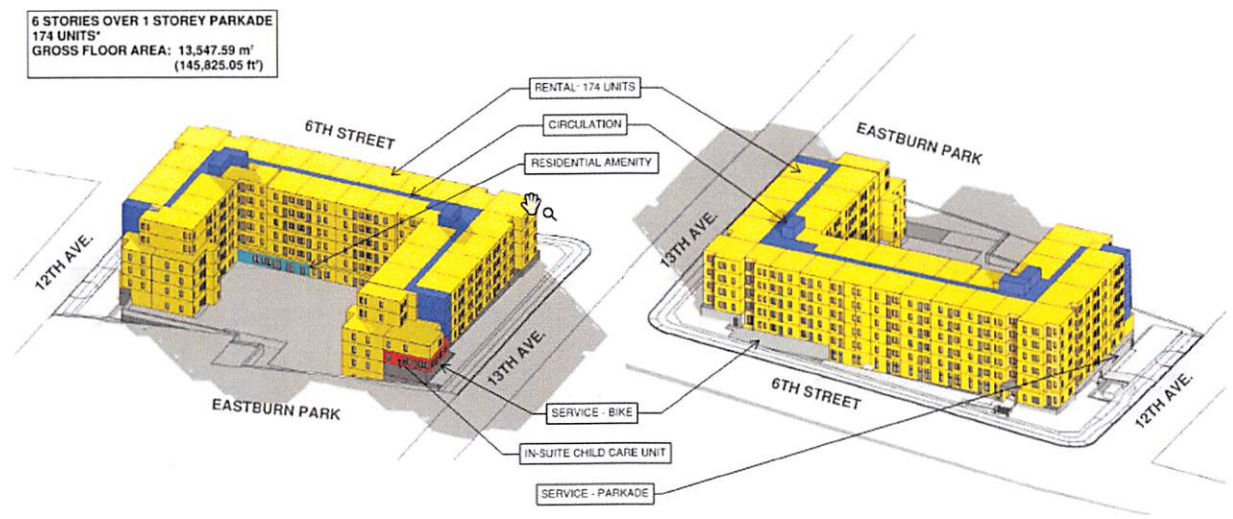 6 STORIES OVER 1 STOREY PARKADE
174 UNITS*
GROSS FLOOR AREA: 13,547.59 m²
(145,825.05 ft²)
RENTAL- 174 UNITS
CIRCULATION
RESIDENTIAL AMENITY
6TH STREET
12TH AVE.
13TH AVE.
EASTBURN PARK
EASTBURN PARK
13TH AVE.
6TH STREET
12TH AVE.
SERVICE - BIKE
IN-SUITE CHILD CARE UNIT
SERVICE - PARKADE